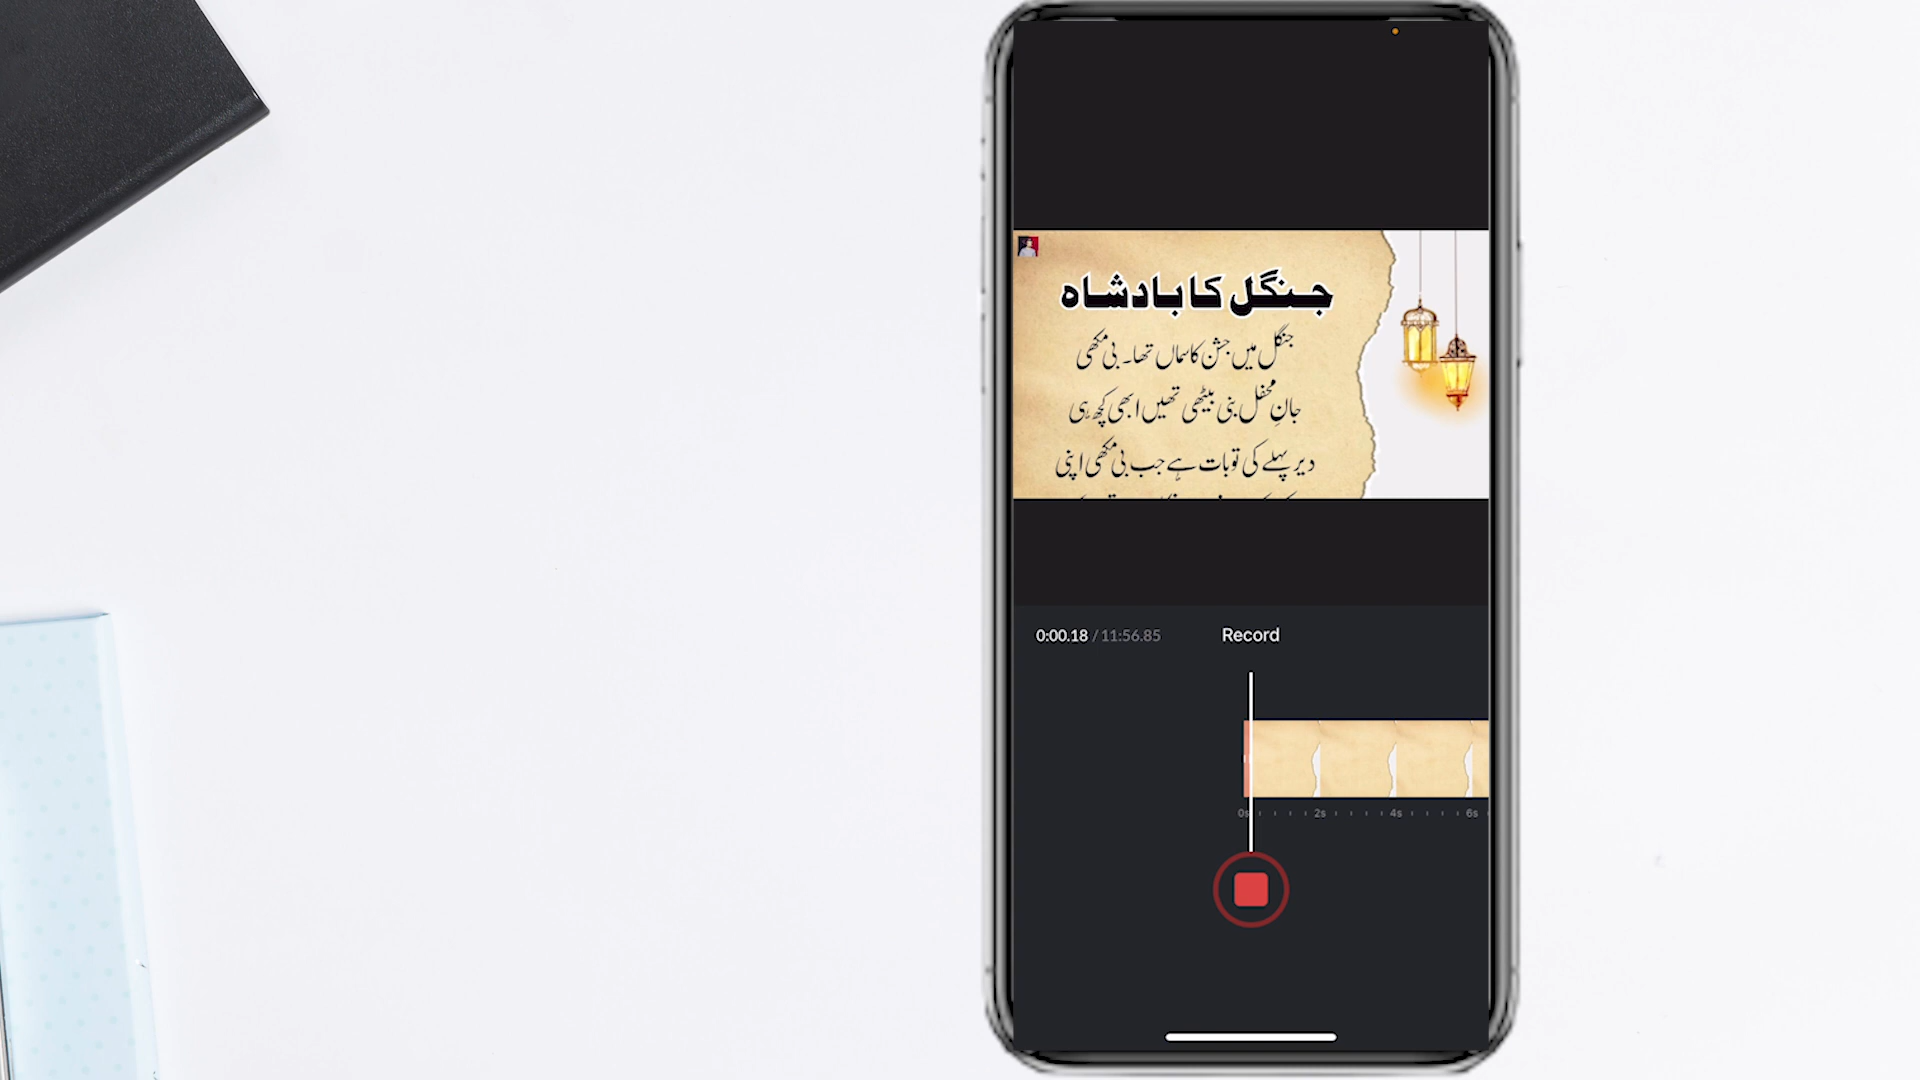 جنگل کا بادشاہ
جنگل میں جشن کا سماں تھا۔ بی مکھی
جانِ محفل بنی بیٹھی تھیں ابھی کچھ ہی
دیر پہلے کی تو بات ہے جب بی مکھی اپنی
0:00.18 / 11:56.85
Record
0s 2s 4s 6s